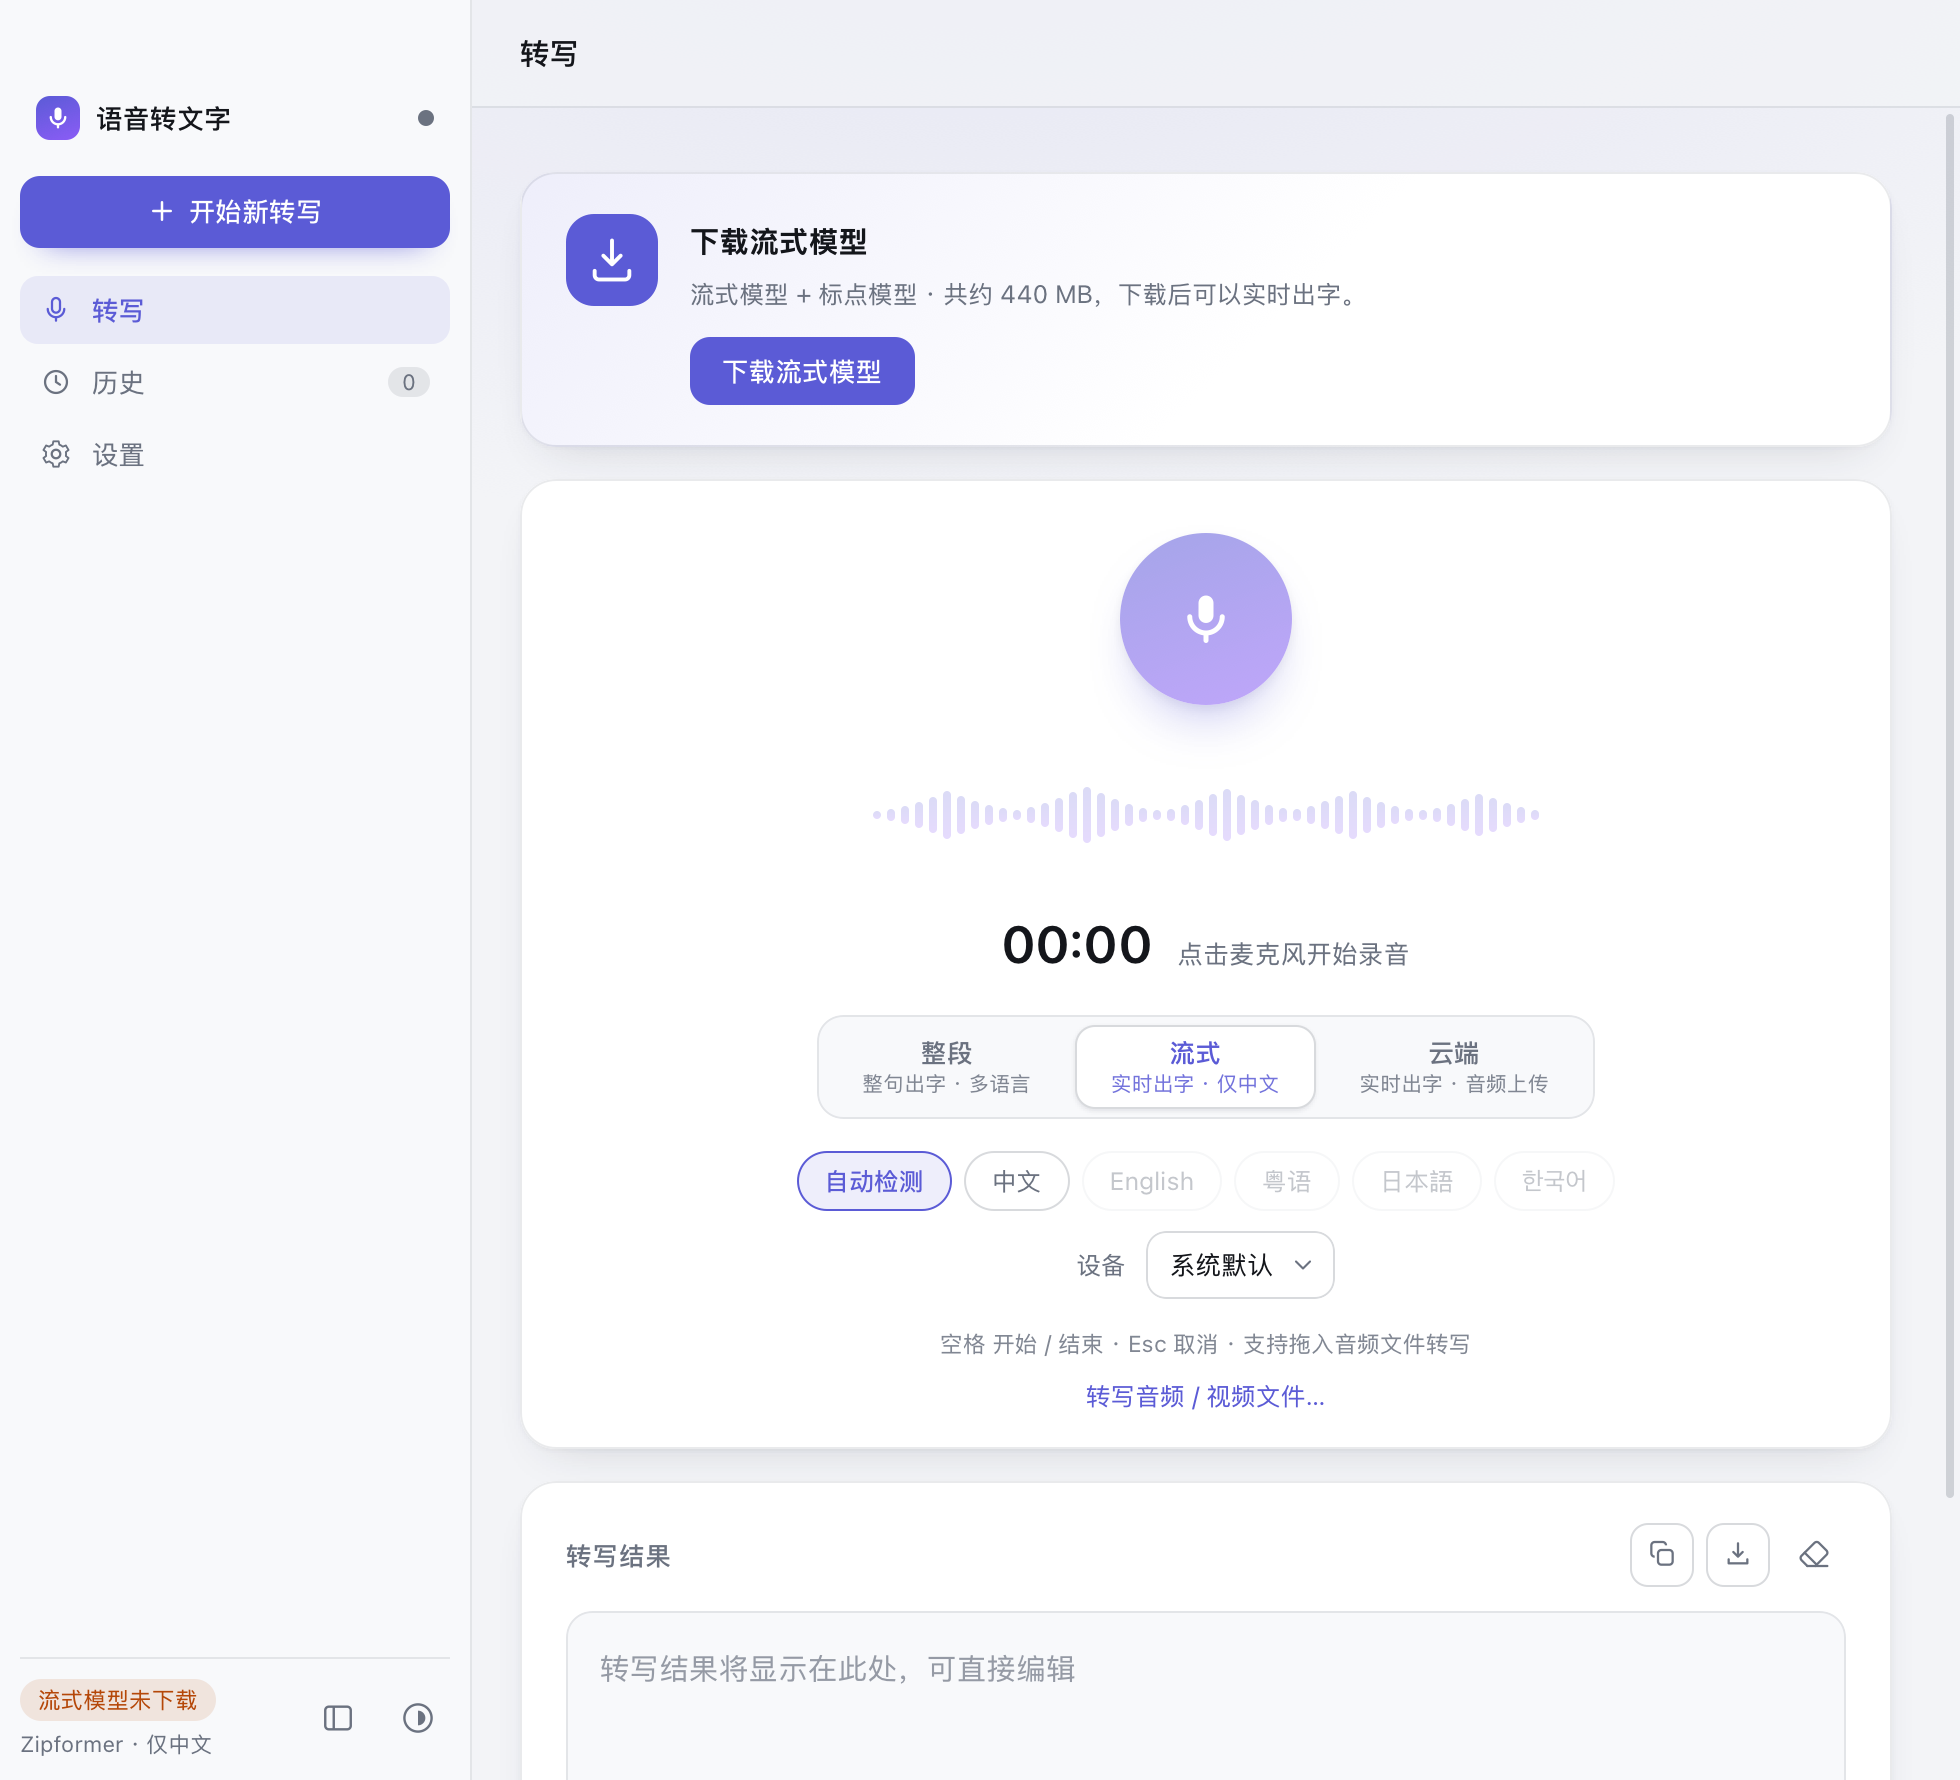 语音转文字
开始新转写
转写
历史
0
设置
流式模型未下载
Zipformer · 仅中文
转写
下载流式模型
流式模型 + 标点模型 · 共约 440 MB，下载后可以实时出字。
下载流式模型
00:00 点击麦克风开始录音
整段
整句出字 · 多语言
流式
实时出字 · 仅中文
云端
实时出字 · 音频上传
自动检测 中文 English 粤语 日本語 한국어
设备 系统默认
空格 开始 / 结束 · Esc 取消 · 支持拖入音频文件转写
转写音频 / 视频文件...
转写结果
转写结果将显示在此处，可直接编辑